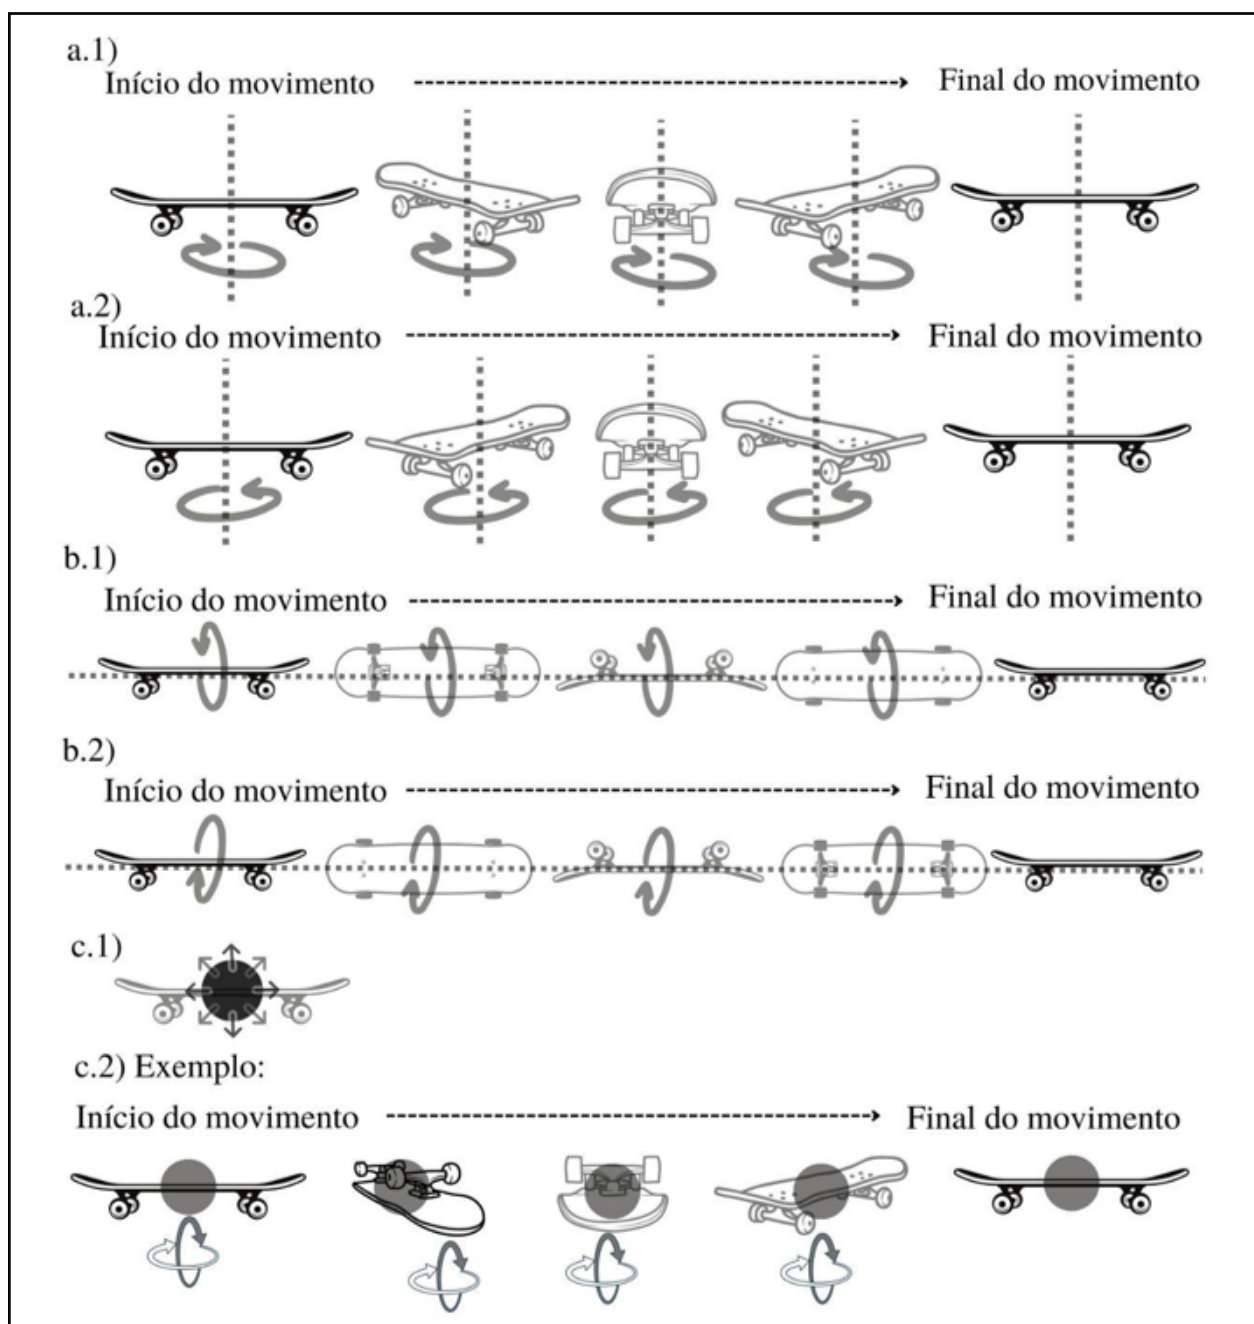 a.1)
Início do movimento Final do movimento
a.2)
Início do movimento Final do movimento
b.1)
Início do movimento Final do movimento
b.2)
Início do movimento Final do movimento
c.1)
c.2) Exemplo:
Início do movimento Final do movimento